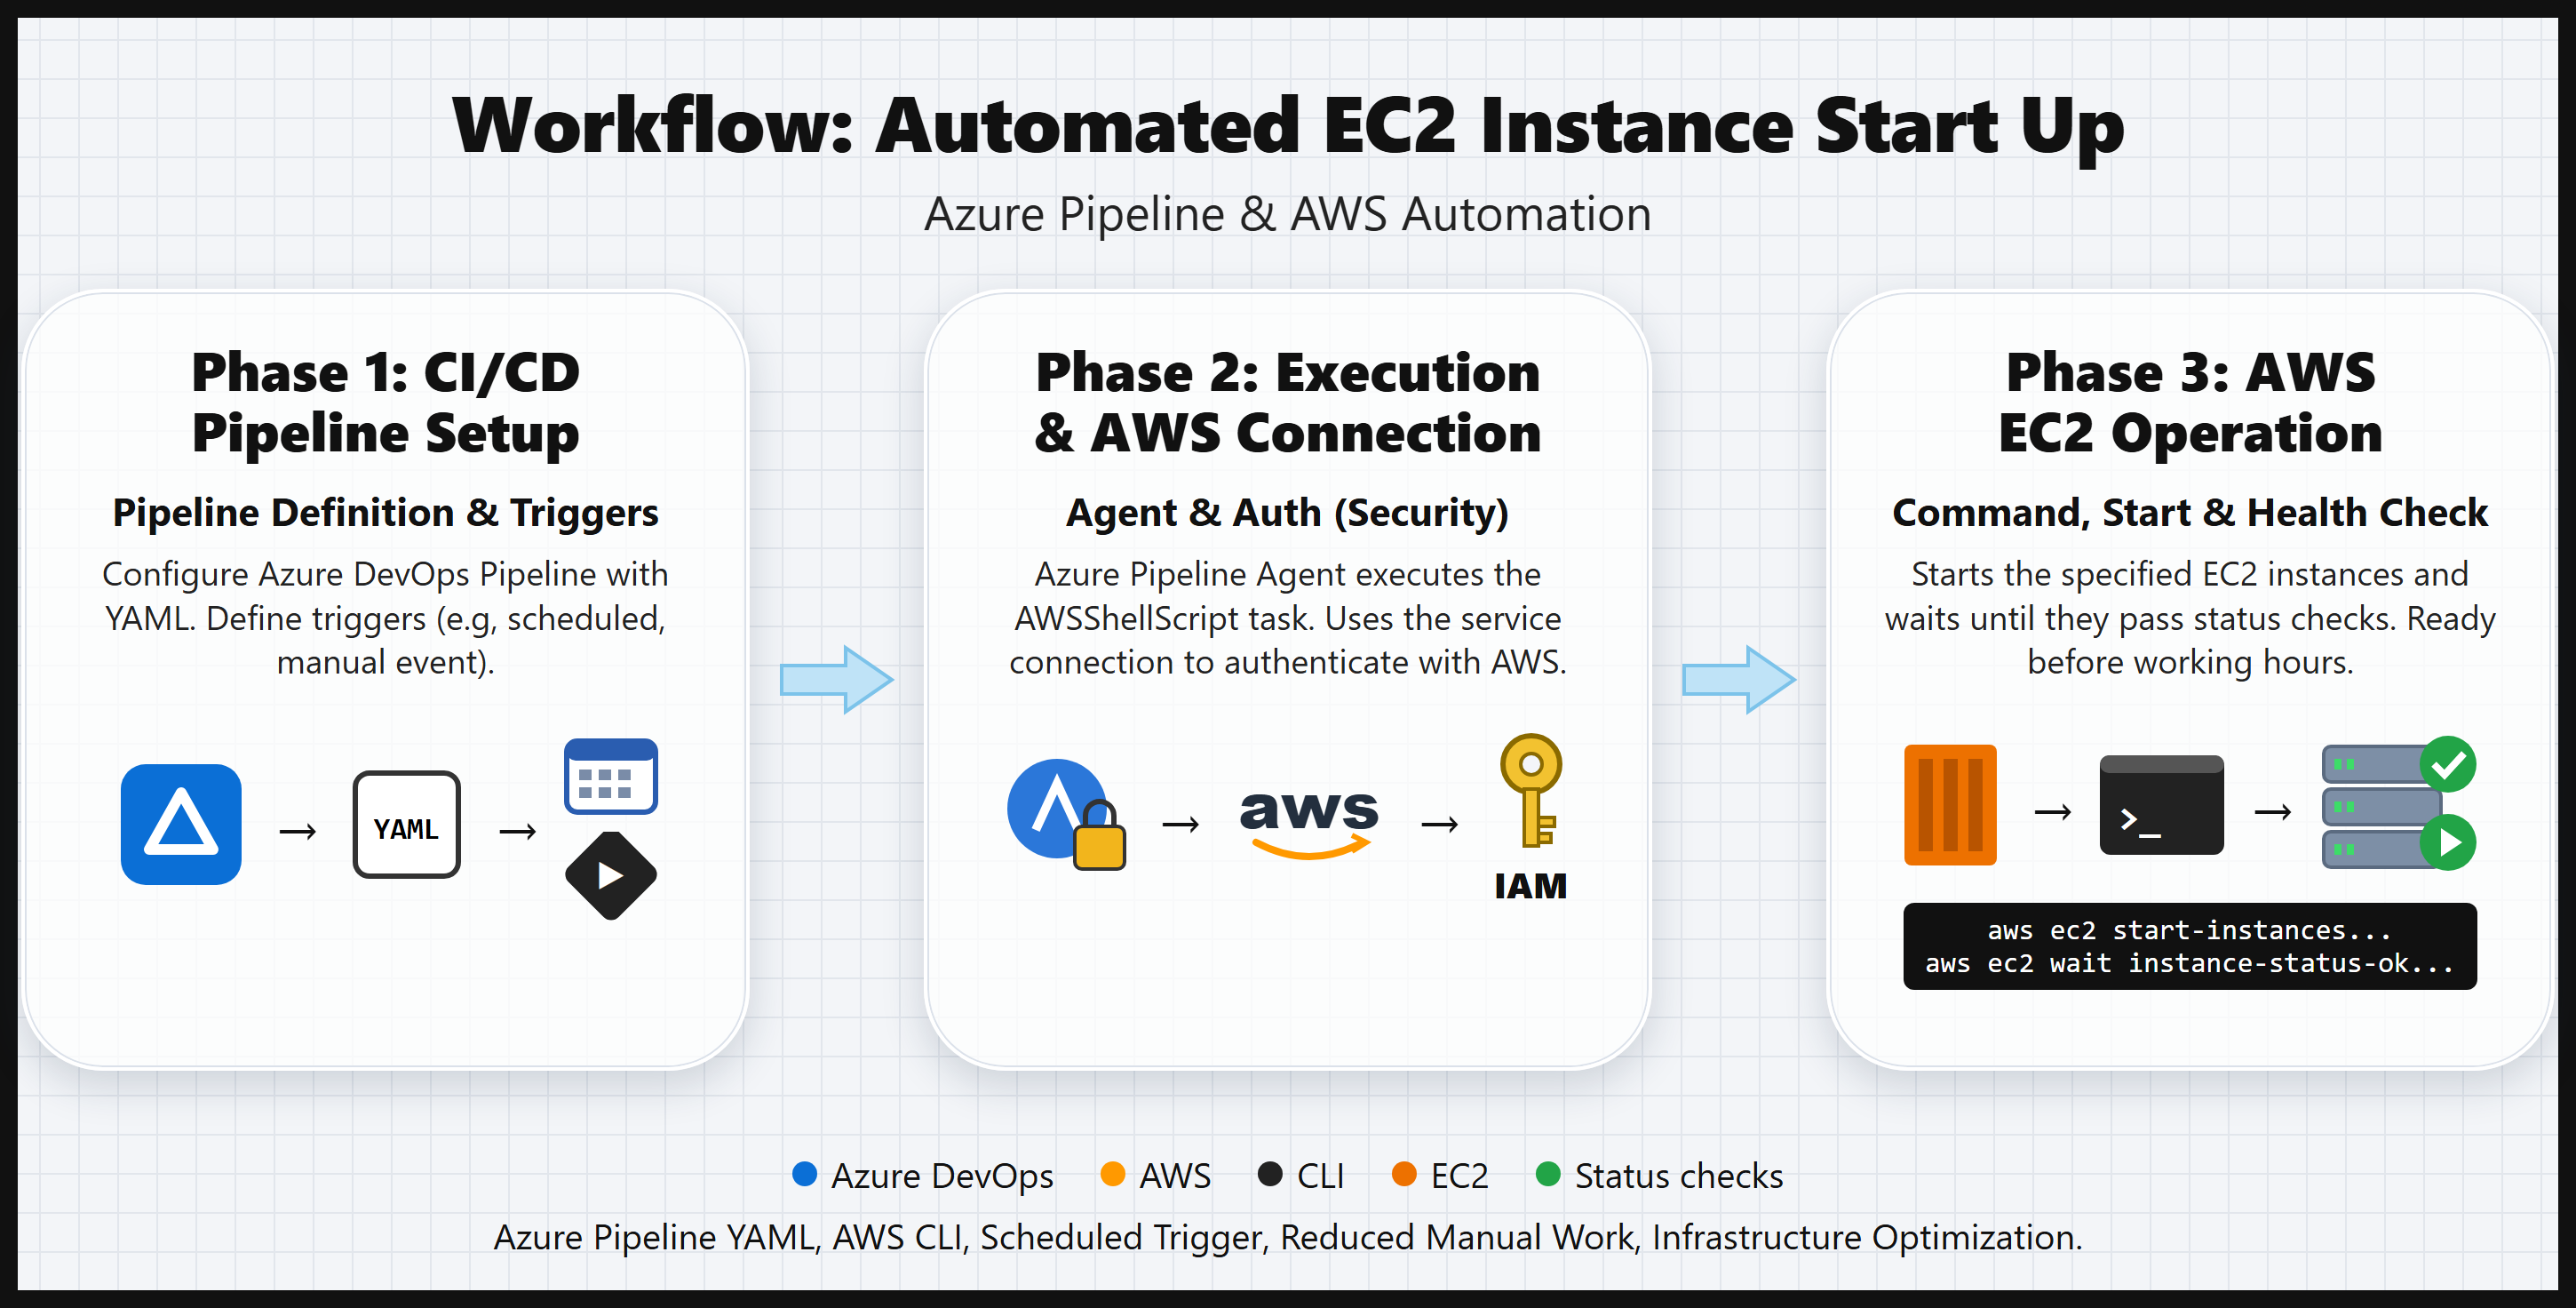 Workflow: Automated EC2 Instance Start Up
Azure Pipeline & AWS Automation
Phase 1: CI/CD
Pipeline Setup
Pipeline Definition & Triggers
Configure Azure DevOps Pipeline with
YAML. Define triggers (e.g, scheduled,
manual event).
YAML
Phase 2: Execution
& AWS Connection
Agent & Auth (Security)
Azure Pipeline Agent executes the
AWSShellScript task. Uses the service
connection to authenticate with AWS.
aws
IAM
Phase 3: AWS
EC2 Operation
Command, Start & Health Check
Starts the specified EC2 instances and
waits until they pass status checks. Ready
before working hours.
>_
aws ec2 start-instances...
aws ec2 wait instance-status-ok...
Azure DevOps AWS CLI EC2 Status checks
Azure Pipeline YAML, AWS CLI, Scheduled Trigger, Reduced Manual Work, Infrastructure Optimization.